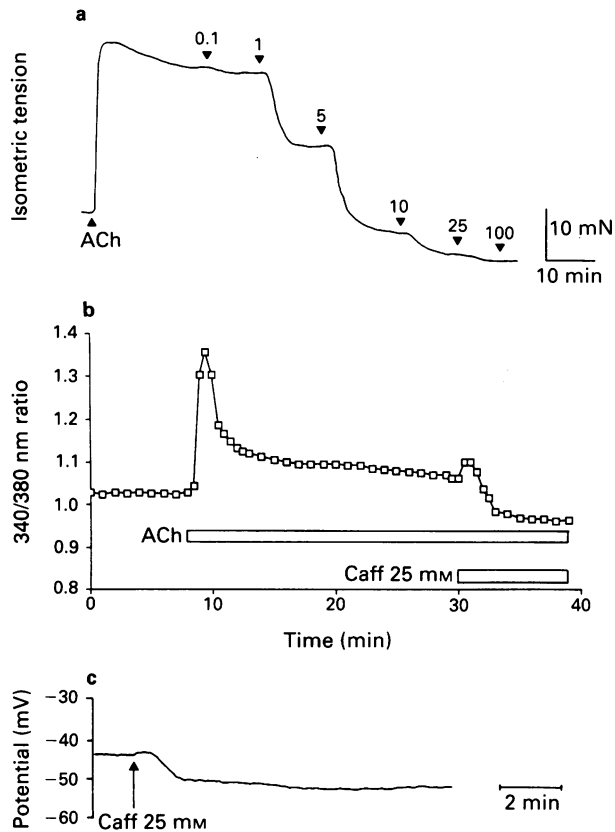 a
Isometric tension
0.1
1
5
10
25
100
ACh
10 mN
10 min
b
340/380 nm ratio
1.4
1.3
1.2
1.1
1.0
0.9
0.8
ACh
Caff 25 mM
0
10
20
30
40
Time (min)
c
Potential (mV)
−30
−40
−50
−60
Caff 25 mM
2 min